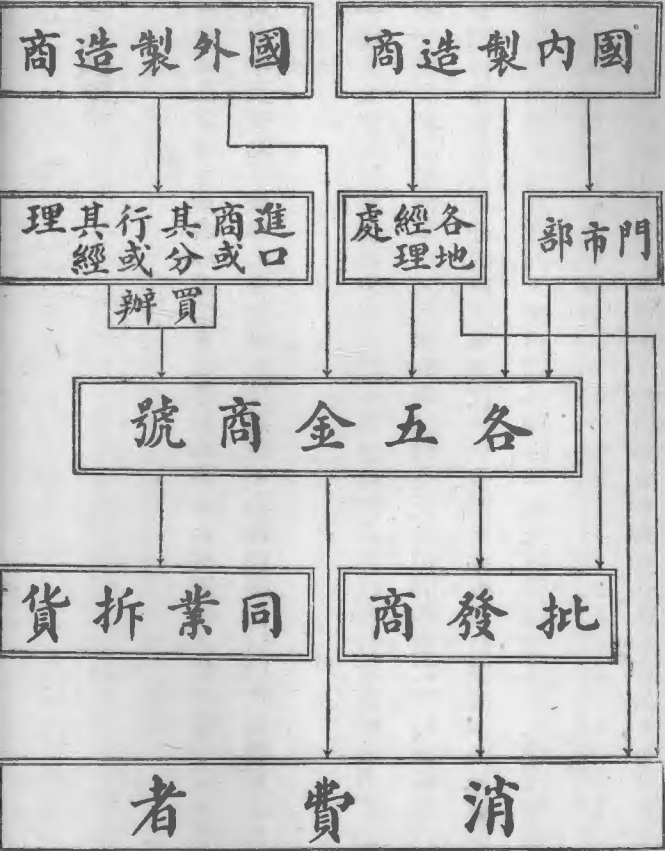 國內製造商
國外製造商
門市部
各地
經理
處
進口
商或
其分
行或
其經
理
買辦
各五金商號
批發商
同業拆貨
消費者